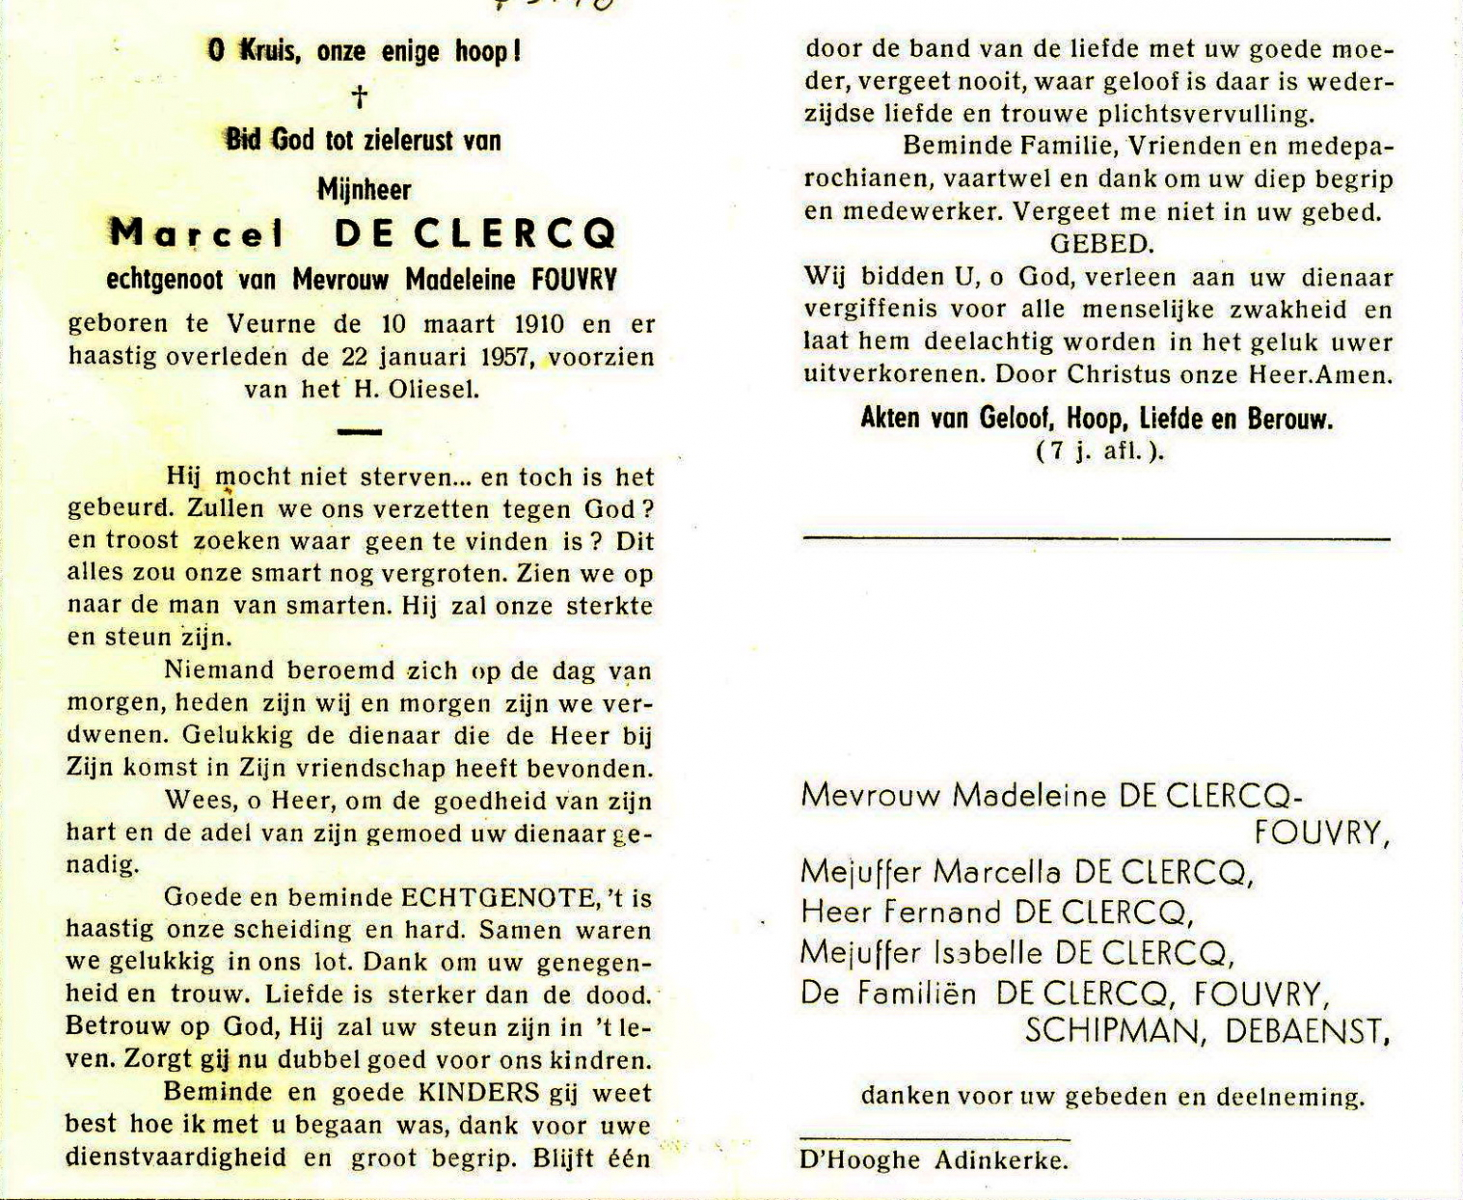 O Kruis, onze enige hoop!
†
Bid God tot zielerust van
Mijnheer
Marcel DE CLERCQ
echtgenoot van Mevrouw Madeleine FOUVRY
geboren te Veurne de 10 maart 1910 en er
haastig overleden de 22 januari 1957, voorzien
van het H. Oliesel.
Hij mocht niet sterven... en toch is het
gebeurd. Zullen we ons verzetten tegen God ?
en troost zoeken waar geen te vinden is ? Dit
alles zou onze smart nog vergroten. Zien we op
naar de man van smarten. Hij zal onze sterkte
en steun zijn.
Niemand beroemd zich op de dag van
morgen, heden zijn wij en morgen zijn we ver-
dwenen. Gelukkig de dienaar die de Heer bij
Zijn komst in Zijn vriendschap heeft bevonden.
Wees, o Heer, om de goedheid van zijn
hart en de adel van zijn gemoed uw dienaar ge-
nadig.
Goede en beminde ECHTGENOTE, 't is
haastig onze scheiding en hard. Samen waren
we gelukkig in ons lot. Dank om uw genegen-
heid en trouw. Liefde is sterker dan de dood.
Betrouw op God, Hij zal uw steun zijn in 't le-
ven. Zorgt gij nu dubbel goed voor ons kindren.
Beminde en goede KINDERS gij weet
best hoe ik met u begaan was, dank voor uwe
dienstvaardigheid en groot begrip. Blijft één
door de band van de liefde met uw goede moe-
der, vergeet nooit, waar geloof is daar is weder-
zijdse liefde en trouwe plichtsvervulling.
Beminde Familie, Vrienden en medepa-
rochianen, vaartwel en dank om uw diep begrip
en medewerker. Vergeet me niet in uw gebed.
GEBED.
Wij bidden U, o God, verleen aan uw dienaar
vergiffenis voor alle menselijke zwakheid en
laat hem deelachtig worden in het geluk uwer
uitverkorenen. Door Christus onze Heer. Amen.
Akten van Geloof, Hoop, Liefde en Berouw.
(7 j. afl.).
Mevrouw Madeleine DE CLERCQ-
FOUVRY,
Mejuffer Marcella DE CLERCQ,
Heer Fernand DE CLERCQ,
Mejuffer Isabelle DE CLERCQ,
De Familiën DE CLERCQ, FOUVRY,
SCHIPMAN, DEBAENST,
danken voor uw gebeden en deelneming.
D'Hooghe Adinkerke.